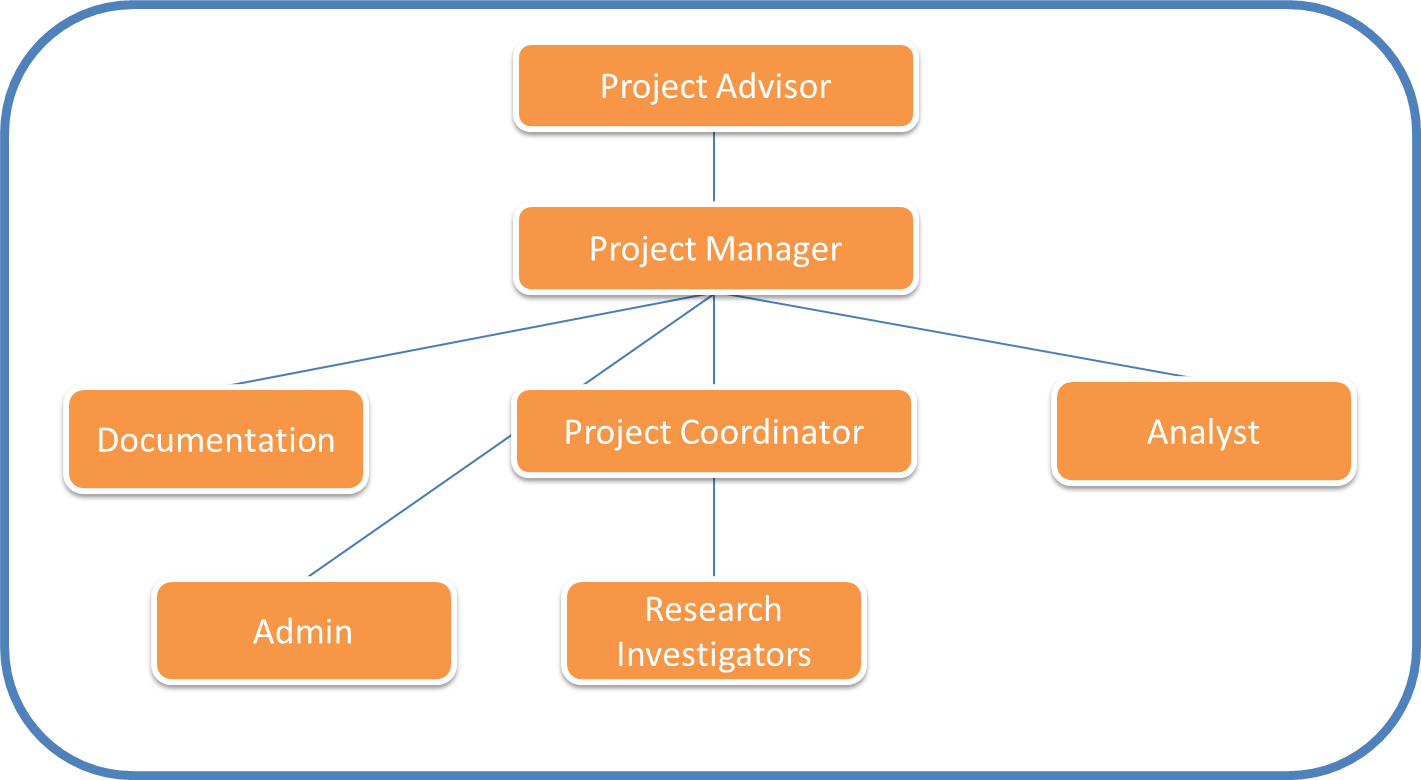 Project Advisor
Project Manager
Documentation
Project Coordinator
Analyst
Admin
Research
Investigators